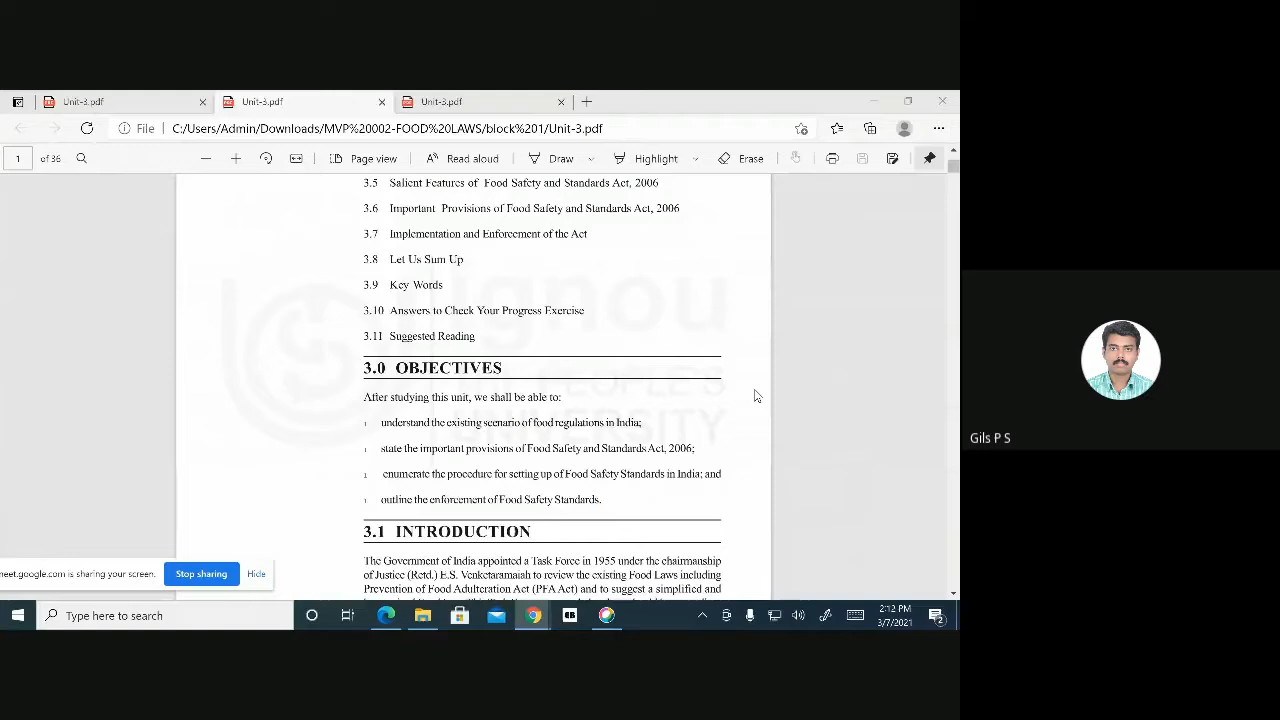 Unit-3.pdf
Unit-3.pdf
Unit-3.pdf
File C:/Users/Admin/Downloads/MVP%20002-FOOD%20LAWS/block%201/Unit-3.pdf
1 of 36 Page view Read aloud Draw Highlight Erase
3.5 Salient Features of Food Safety and Standards Act, 2006
3.6 Important Provisions of Food Safety and Standards Act, 2006
3.7 Implementation and Enforcement of the Act
3.8 Let Us Sum Up
3.9 Key Words
3.10 Answers to Check Your Progress Exercise
3.11 Suggested Reading
ignou
THE PEOPLE'S
UNIVERSITY
3.0 OBJECTIVES
After studying this unit, we shall be able to:
l understand the existing scenario of food regulations in India;
l state the important provisions of Food Safety and Standards Act, 2006;
l enumerate the procedure for setting up of Food Safety Standards in India; and
l outline the enforcement of Food Safety Standards.
3.1 INTRODUCTION
The Government of India appointed a Task Force in 1955 under the chairmanship
of Justice (Retd.) E.S. Venketaramaiah to review the existing Food Laws including
Prevention of Food Adulteration Act (PFA Act) and to suggest a simplified and
meet.google.com is sharing your screen. Stop sharing Hide
Type here to search
2:12 PM
3/7/2021
2
Gils P S